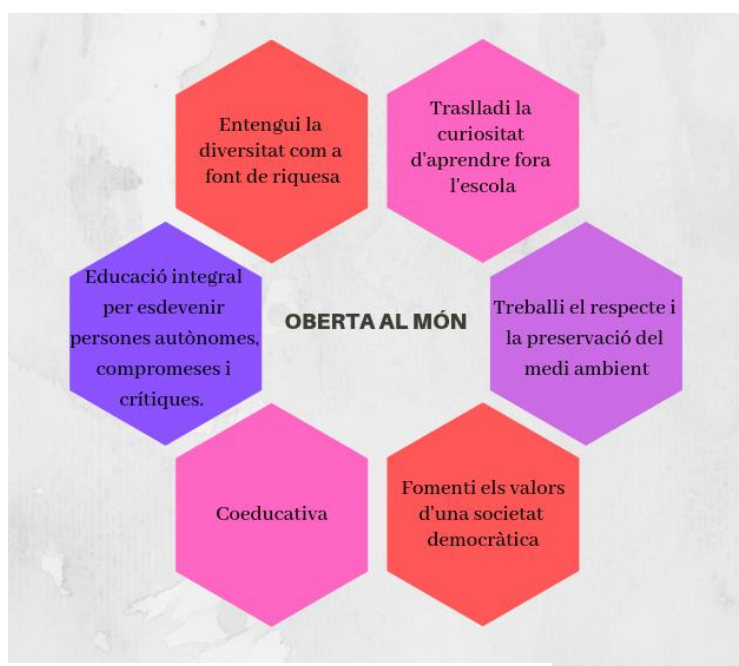 Entengui la
diversitat com a
font de riquesa
Traslladi la
curiositat
d'aprendre fora
l'escola
Educació integral
per esdevenir
persones autònomes,
compromeses i
crítiques.
OBERTA AL MÓN
Treballi el respecte i
la preservació del
medi ambient
Coeducativa
Fomenti els valors
d'una societat
democràtica